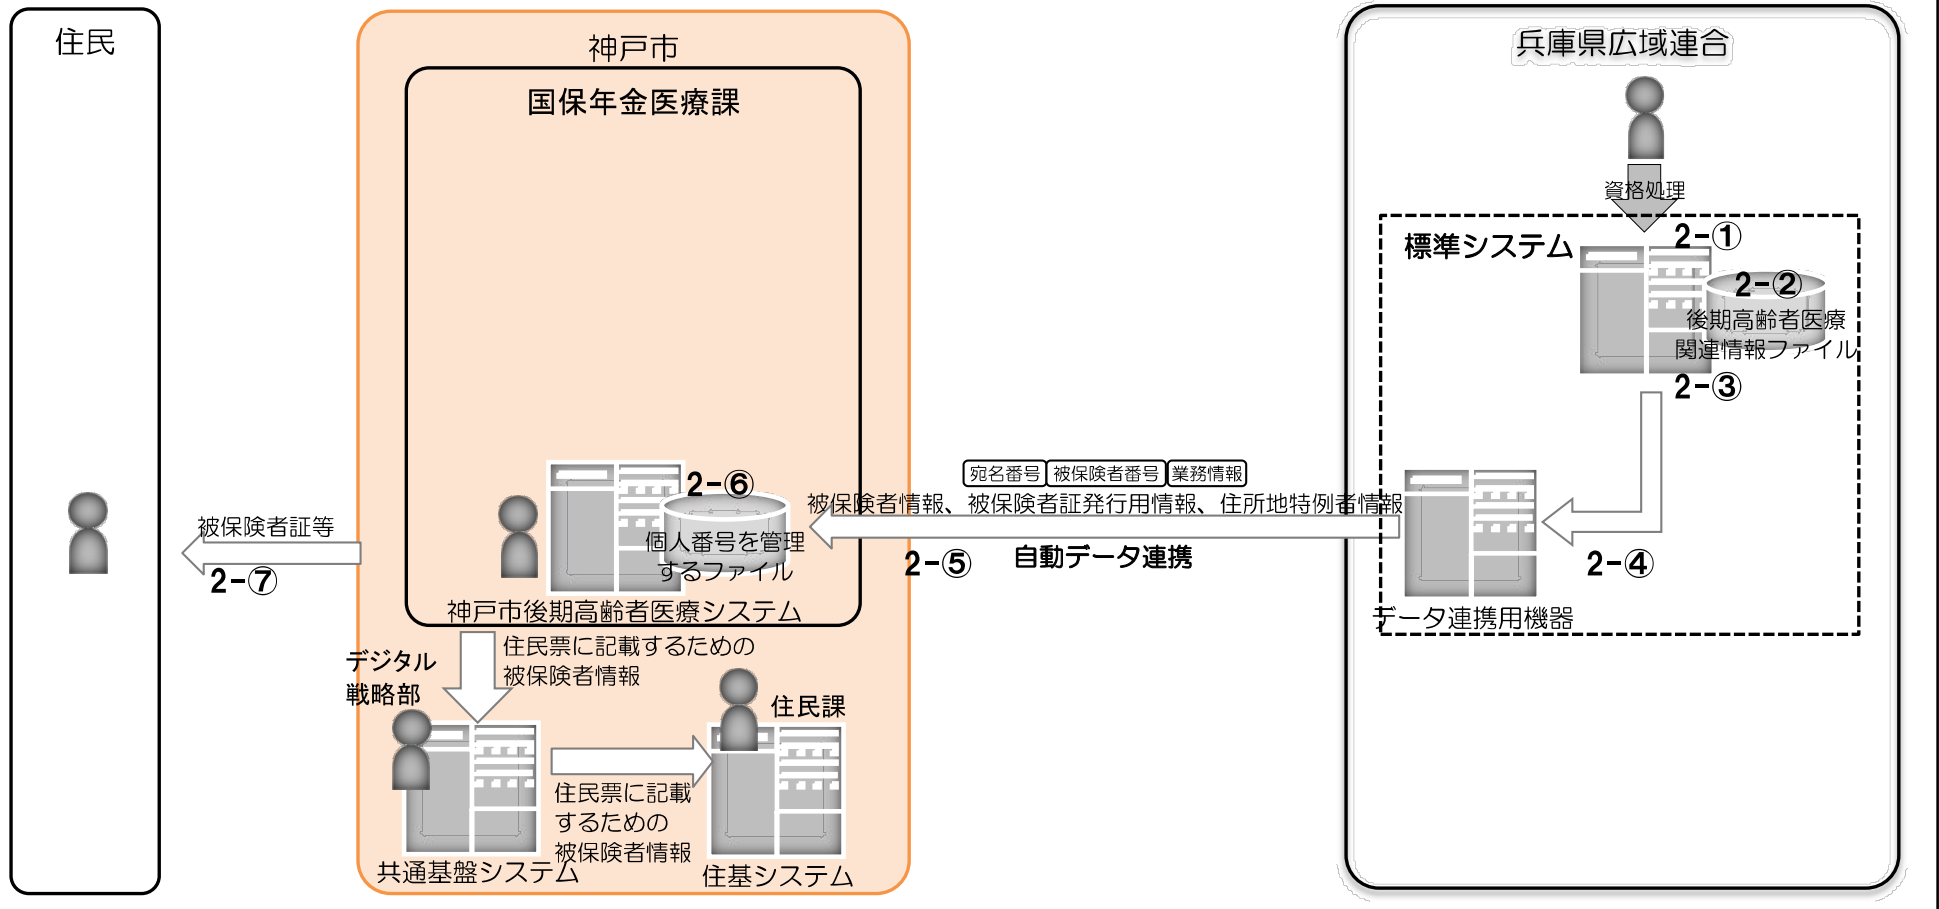 住民
神戸市
国保年金医療課
兵庫県広域連合
資格処理
標準システム
2-①
2-②
後期高齢者医療
関連情報ファイル
2-③
2-④
データ連携用機器
宛名番号
被保険者番号
業務情報
被保険者情報、被保険者証発行用情報、住所地特例者情報
2-⑤
自動データ連携
2-⑥
個人番号を管理
するファイル
神戸市後期高齢者医療システム
被保険者証等
2-⑦
住民票に記載するための
被保険者情報
デジタル
戦略部
共通基盤システム
住民票に記載
するための
被保険者情報
住民課
住基システム